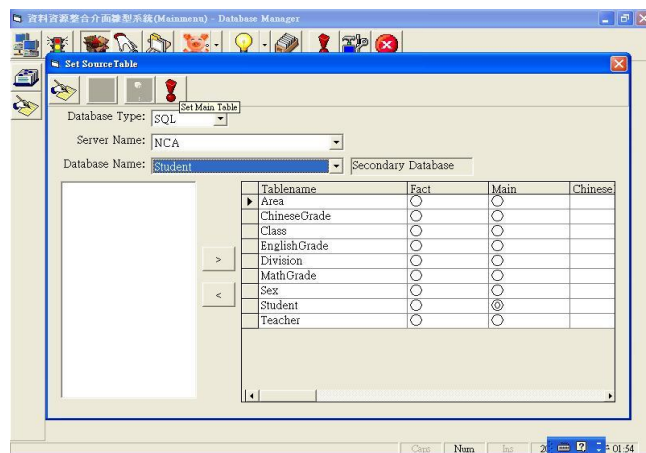 資料資源整合介面雛型系統(Mainmenu) - Database Manager
Set SourceTable
Set Main Table
Database Type: SQL
Server Name: NCA
Database Name: Student Secondary Database
Tablename Fact Main Chinese
Area
ChineseGrade
Class
EnglishGrade
> Division
MathGrade
< Sex
Student
Teacher
Caps Num Ins 01:54